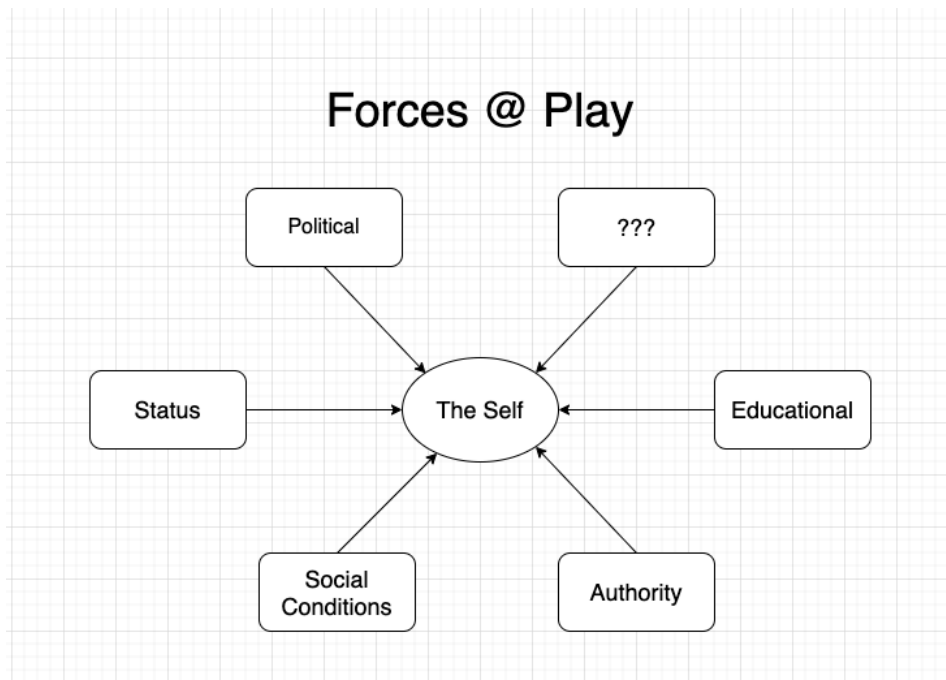 Forces @ Play
Political
???
Status
The Self
Educational
Social
Conditions
Authority